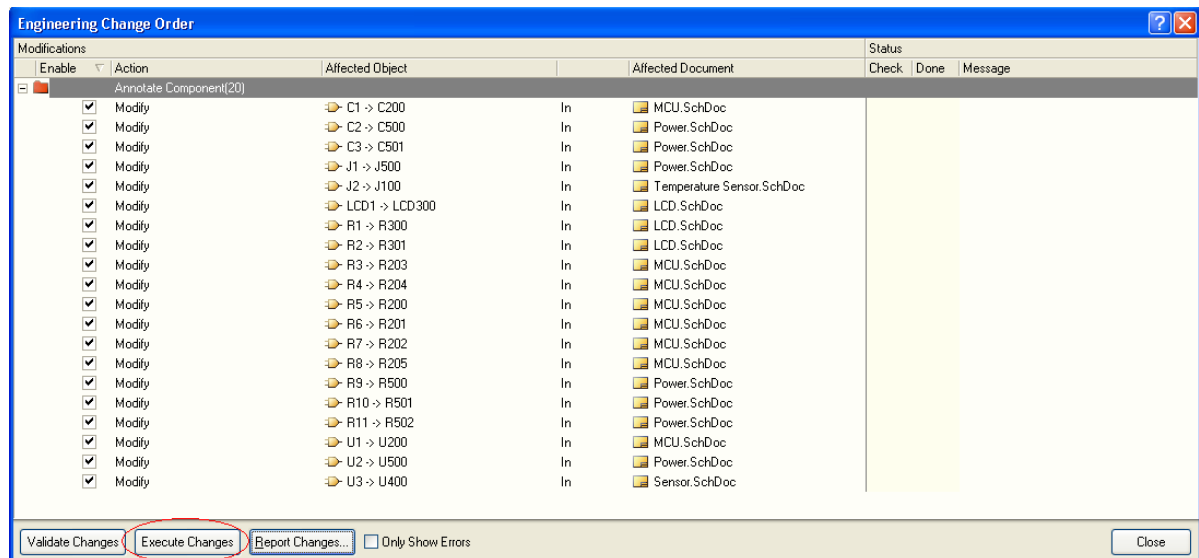 Engineering Change Order
Modifications Status
Enable Action Affected Object Affected Document Check Done Message
Annotate Component(20)
Modify C1 -> C200 In MCU.SchDoc
Modify C2 -> C500 In Power.SchDoc
Modify C3 -> C501 In Power.SchDoc
Modify J1 -> J500 In Power.SchDoc
Modify J2 -> J100 In Temperature Sensor.SchDoc
Modify LCD1 -> LCD300 In LCD.SchDoc
Modify R1 -> R300 In LCD.SchDoc
Modify R2 -> R301 In LCD.SchDoc
Modify R3 -> R203 In MCU.SchDoc
Modify R4 -> R204 In MCU.SchDoc
Modify R5 -> R200 In MCU.SchDoc
Modify R6 -> R201 In MCU.SchDoc
Modify R7 -> R202 In MCU.SchDoc
Modify R8 -> R205 In MCU.SchDoc
Modify R9 -> R500 In Power.SchDoc
Modify R10 -> R501 In Power.SchDoc
Modify R11 -> R502 In Power.SchDoc
Modify U1 -> U200 In MCU.SchDoc
Modify U2 -> U500 In Power.SchDoc
Modify U3 -> U400 In Sensor.SchDoc
Validate Changes Execute Changes Report Changes... Only Show Errors Close